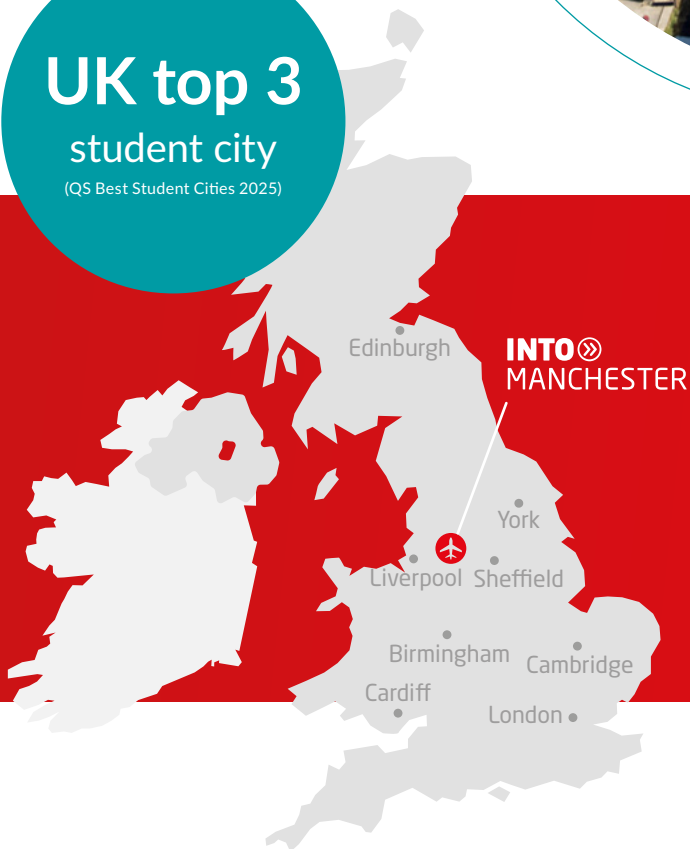 UK top 3
student city
(QS Best Student Cities 2025)
Edinburgh
INTO
MANCHESTER
York
Liverpool
Sheffield
Birmingham
Cambridge
Cardiff
London